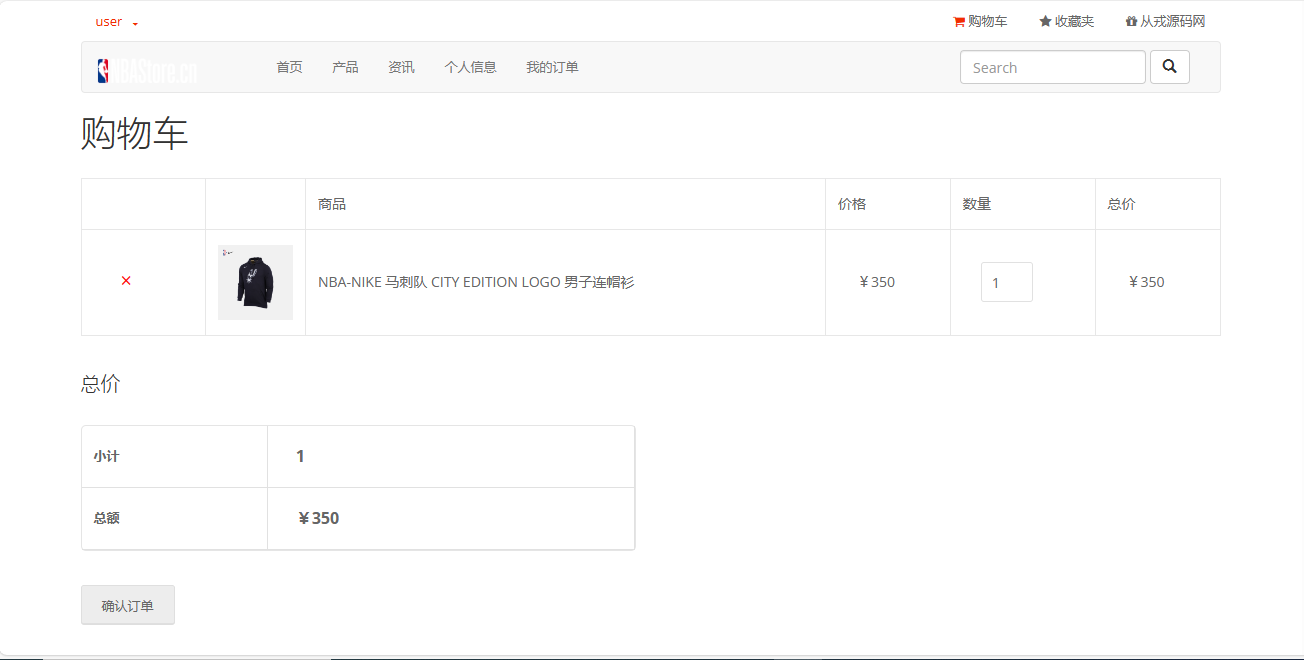 user
购物车 收藏夹 从戎源码网
NBAStore.cn 首页 产品 资讯 个人信息 我的订单 Search
购物车
商品 价格 数量 总价
NBA-NIKE 马刺队 CITY EDITION LOGO 男子连帽衫 ￥350 1 ￥350
总价
小计 1
总额 ￥350
确认订单